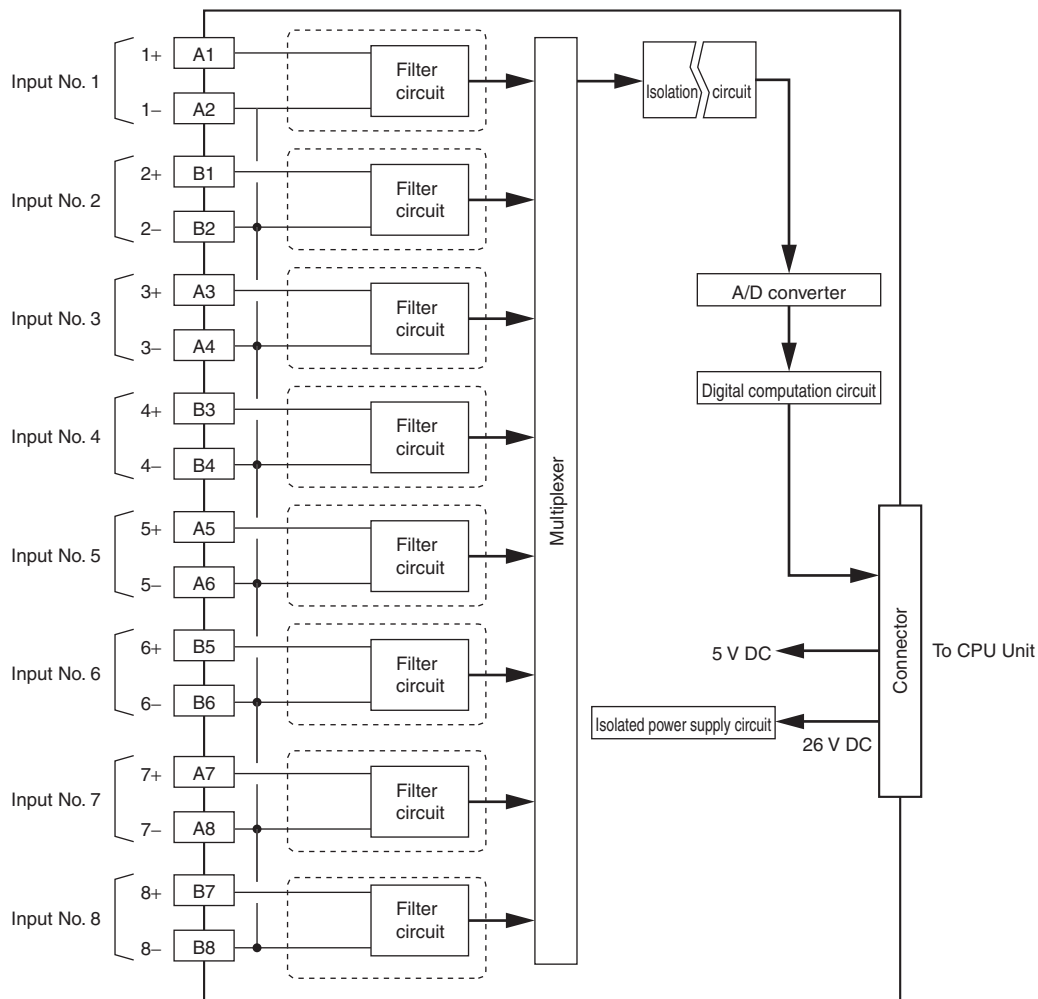 Input No. 1
1+
A1
1–
A2
Filter
circuit
Input No. 2
2+
B1
2–
B2
Filter
circuit
Input No. 3
3+
A3
3–
A4
Filter
circuit
Input No. 4
4+
B3
4–
B4
Filter
circuit
Input No. 5
5+
A5
5–
A6
Filter
circuit
Input No. 6
6+
B5
6–
B6
Filter
circuit
Input No. 7
7+
A7
7–
A8
Filter
circuit
Input No. 8
8+
B7
8–
B8
Filter
circuit
Multiplexer
Isolation circuit
A/D converter
Digital computation circuit
Connector
To CPU Unit
5 V DC
Isolated power supply circuit
26 V DC